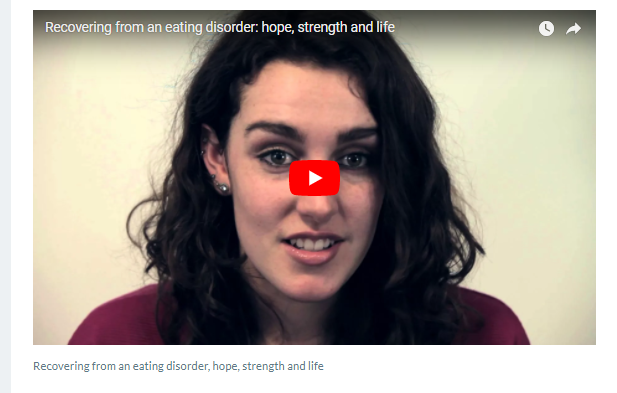 Recovering from an eating disorder: hope, strength and life
Recovering from an eating disorder, hope, strength and life